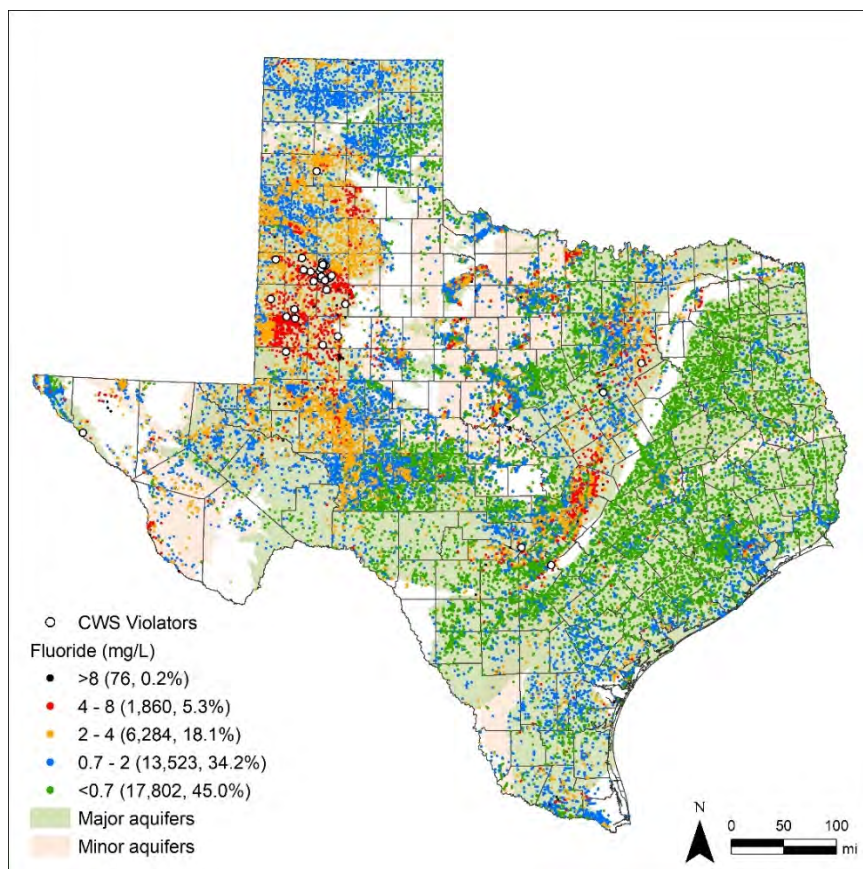 CWS Violators
Fluoride (mg/L)
>8 (76, 0.2%)
4 - 8 (1,860, 5.3%)
2 - 4 (6,284, 18.1%)
0.7 - 2 (13,523, 34.2%)
<0.7 (17,802, 45.0%)
Major aquifers
Minor aquifers
N
0 50 100
mi